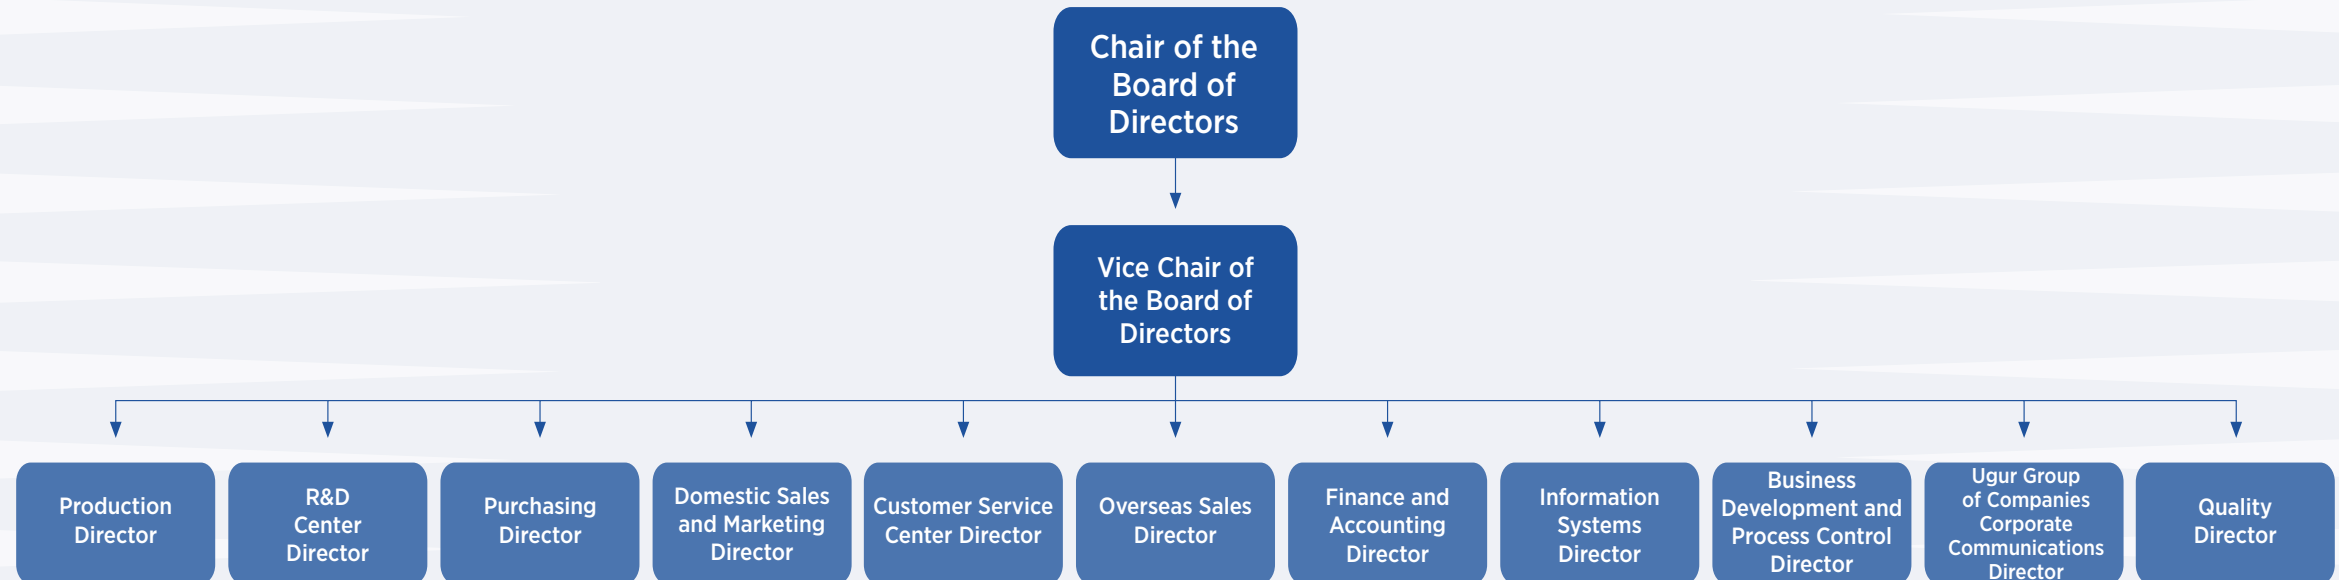 Chair of the
Board of
Directors
Vice Chair of
the Board of
Directors
Production
Director
R&D
Center
Director
Purchasing
Director
Domestic Sales
and Marketing
Director
Customer Service
Center Director
Overseas Sales
Director
Finance and
Accounting
Director
Information
Systems
Director
Business
Development and
Process Control
Director
Ugur Group
of Companies
Corporate
Communications
Director
Quality
Director